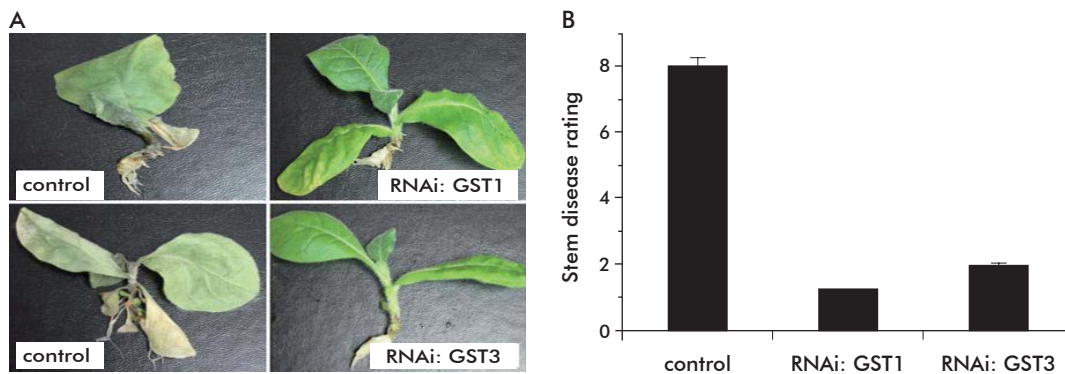 A
control
RNAi: GST1
control
RNAi: GST3
B
Stem disease rating
8
6
4
2
0
control
RNAi: GST1
RNAi: GST3